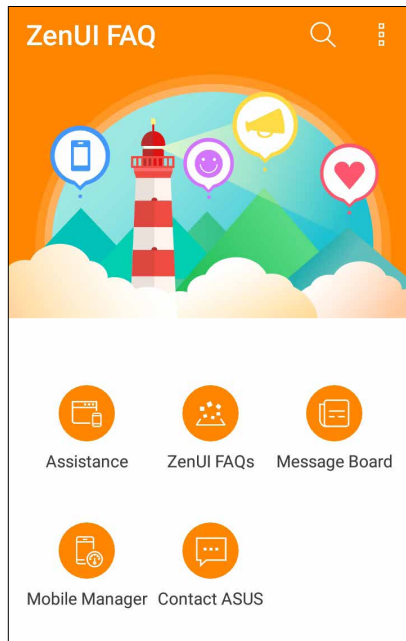 ZenUI FAQ
Assistance
ZenUI FAQs
Message Board
Mobile Manager
Contact ASUS